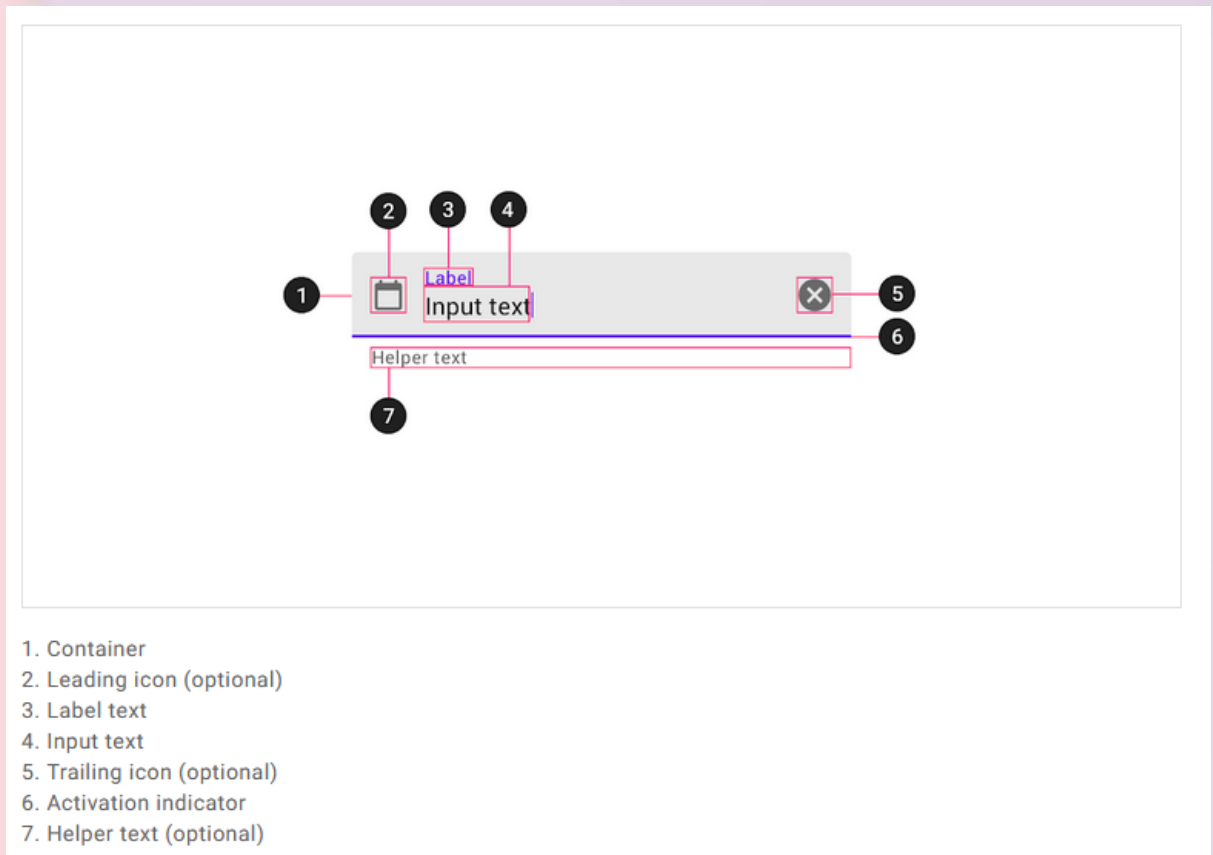 2 3 4
Label
1 Input text 5
6
Helper text
7
1. Container
2. Leading icon (optional)
3. Label text
4. Input text
5. Trailing icon (optional)
6. Activation indicator
7. Helper text (optional)